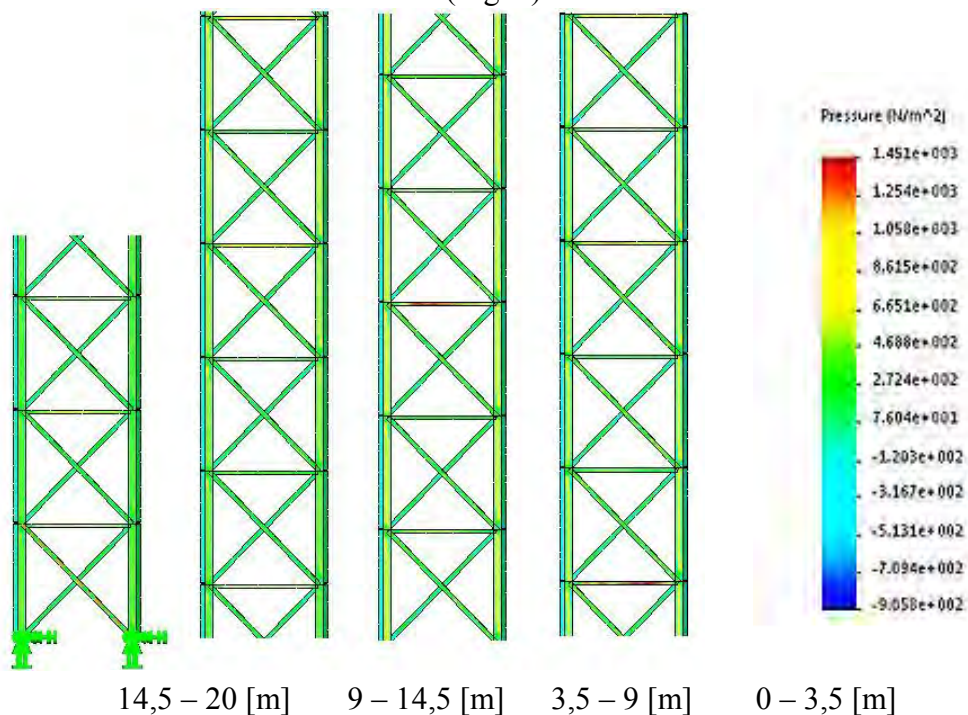 Pressure (N/m^2)
1.451e+003
1.254e+003
1.058e+003
8.615e+002
6.651e+002
4.688e+002
2.724e+002
7.604e+001
-1.203e+002
-3.167e+002
-5.131e+002
-7.094e+002
-9.058e+002
14,5 – 20 [m] 9 – 14,5 [m] 3,5 – 9 [m] 0 – 3,5 [m]